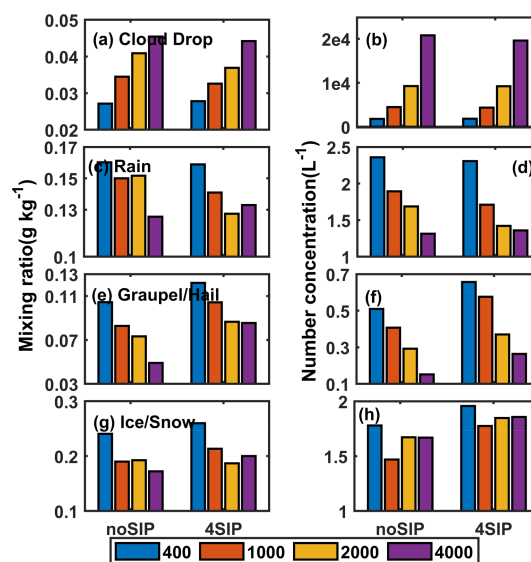 0.05
(a) Cloud Drop
0.04
0.03
0.02
(b)
2e4
1e4
0
0.17
(c) Rain
0.15
0.13
0.1
2.5
(d)
2
1.5
1
0.13
(e) Graupel/Hail
0.11
0.07
0.03
0.7
(f)
0.5
0.3
0.1
0.3
(g) Ice/Snow
0.2
0.1
2
(h)
1.5
1
Mixing ratio(g kg-1)
Number concentration(L-1)
noSIP 4SIP noSIP 4SIP
400 1000 2000 4000